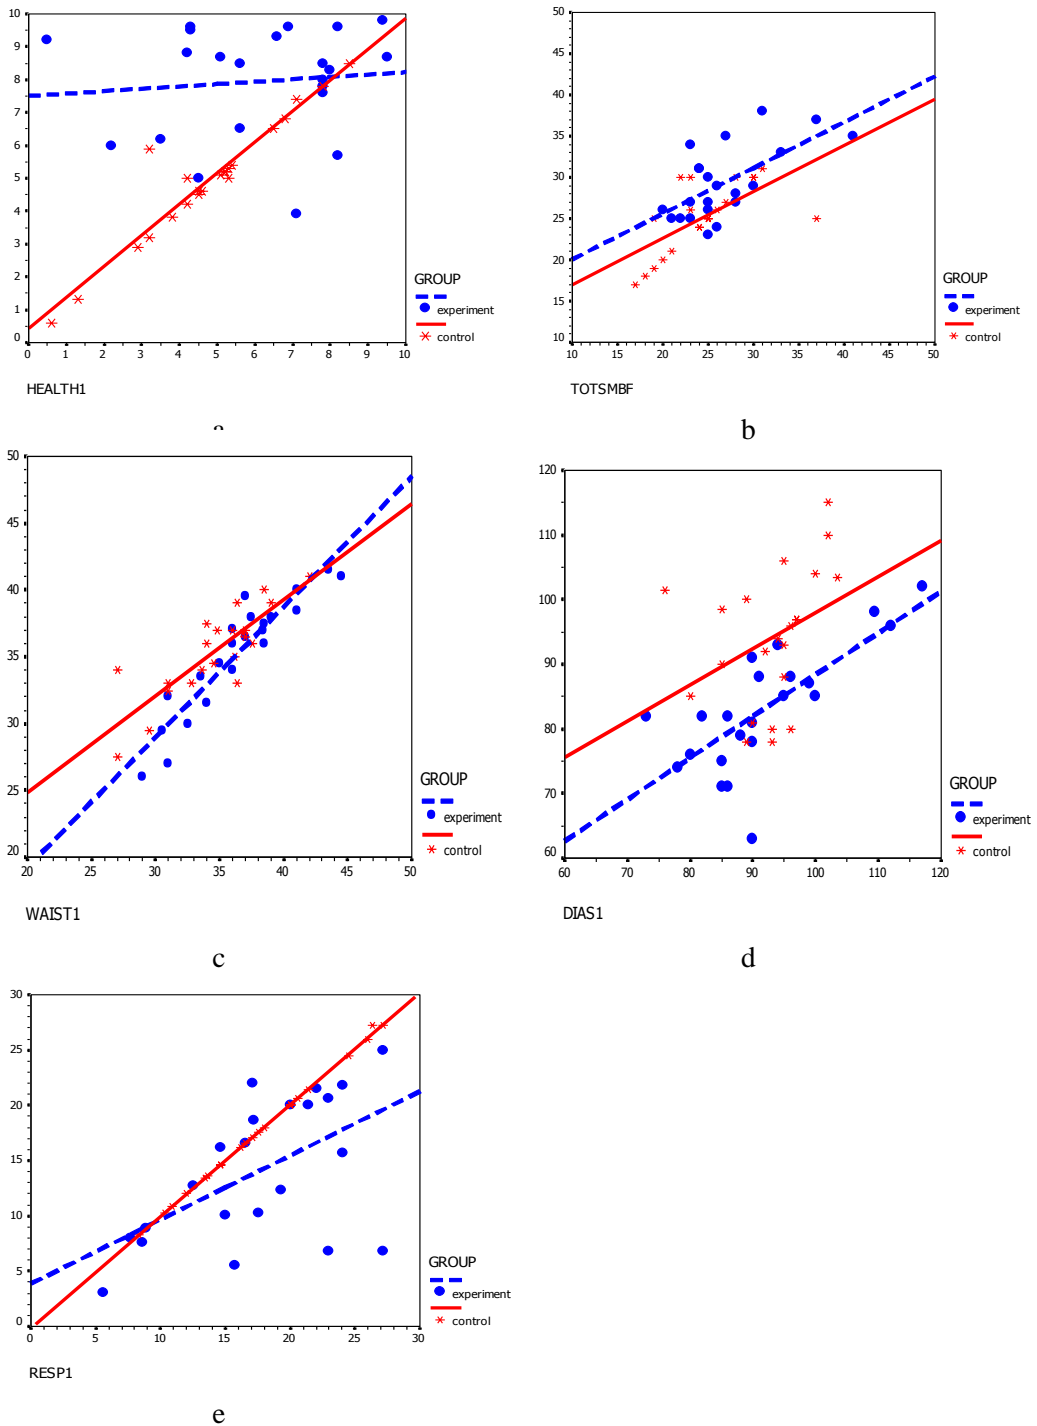 10
9
8
7
6
5
4
3
2
1
0
0 1 2 3 4 5 6 7 8 9 10
GROUP
experiment
control
HEALTH1
50
45
40
35
30
25
20
15
10
10 15 20 25 30 35 40 45 50
GROUP
experiment
control
TOTSMBF
b
50
45
40
35
30
25
20
20 25 30 35 40 45 50
GROUP
experiment
control
WAIST1
c
120
110
100
90
80
70
60
60 70 80 90 100 110 120
GROUP
experiment
control
DIAS1
d
30
25
20
15
10
5
0
0 5 10 15 20 25 30
GROUP
experiment
control
RESP1
e